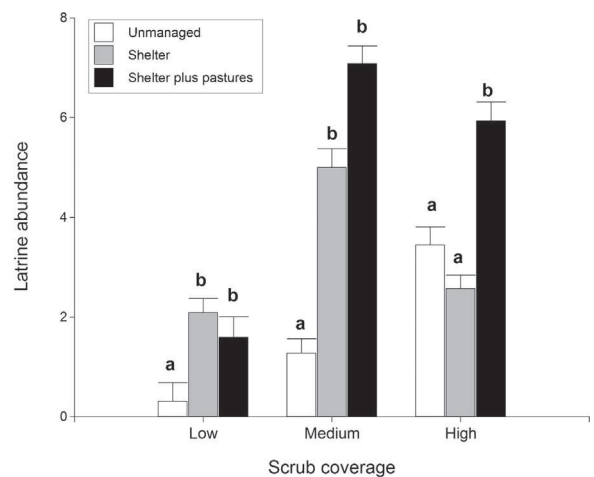 Unmanaged
Shelter
Shelter plus pastures
Latrine abundance
8
6
4
2
0
a
b
b
a
b
b
a
a
b
Low
Medium
High
Scrub coverage